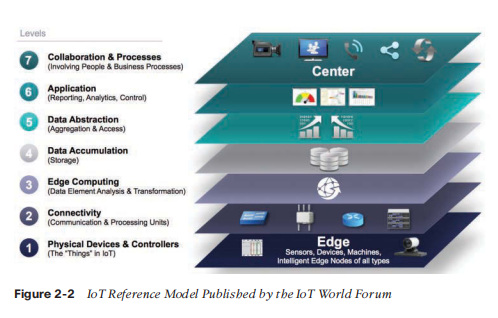 Levels
7 Collaboration & Processes
(Involving People & Business Processes)
6 Application
(Reporting, Analytics, Control)
5 Data Abstraction
(Aggregation & Access)
4 Data Accumulation
(Storage)
3 Edge Computing
(Data Element Analysis & Transformation)
2 Connectivity
(Communication & Processing Units)
1 Physical Devices & Controllers
(The "Things" in IoT)
Center
Edge
Sensors, Devices, Machines,
Intelligent Edge Nodes of all types
Figure 2-2 IoT Reference Model Published by the IoT World Forum